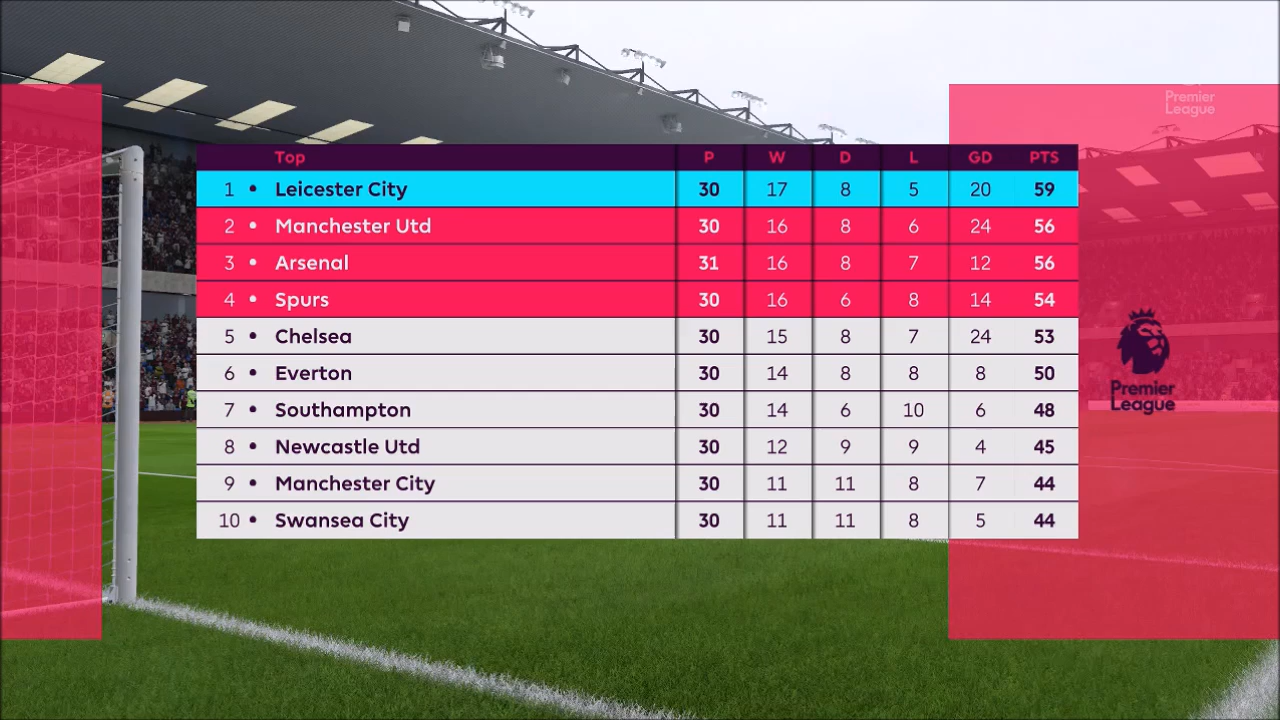 Premier
League
Top P W D L GD PTS
1 • Leicester City 30 17 8 5 20 59
2 • Manchester Utd 30 16 8 6 24 56
3 • Arsenal 31 16 8 7 12 56
4 • Spurs 30 16 6 8 14 54
5 • Chelsea 30 15 8 7 24 53
6 • Everton 30 14 8 8 8 50
7 • Southampton 30 14 6 10 6 48
8 • Newcastle Utd 30 12 9 9 4 45
9 • Manchester City 30 11 11 8 7 44
10 • Swansea City 30 11 11 8 5 44
Premier
League